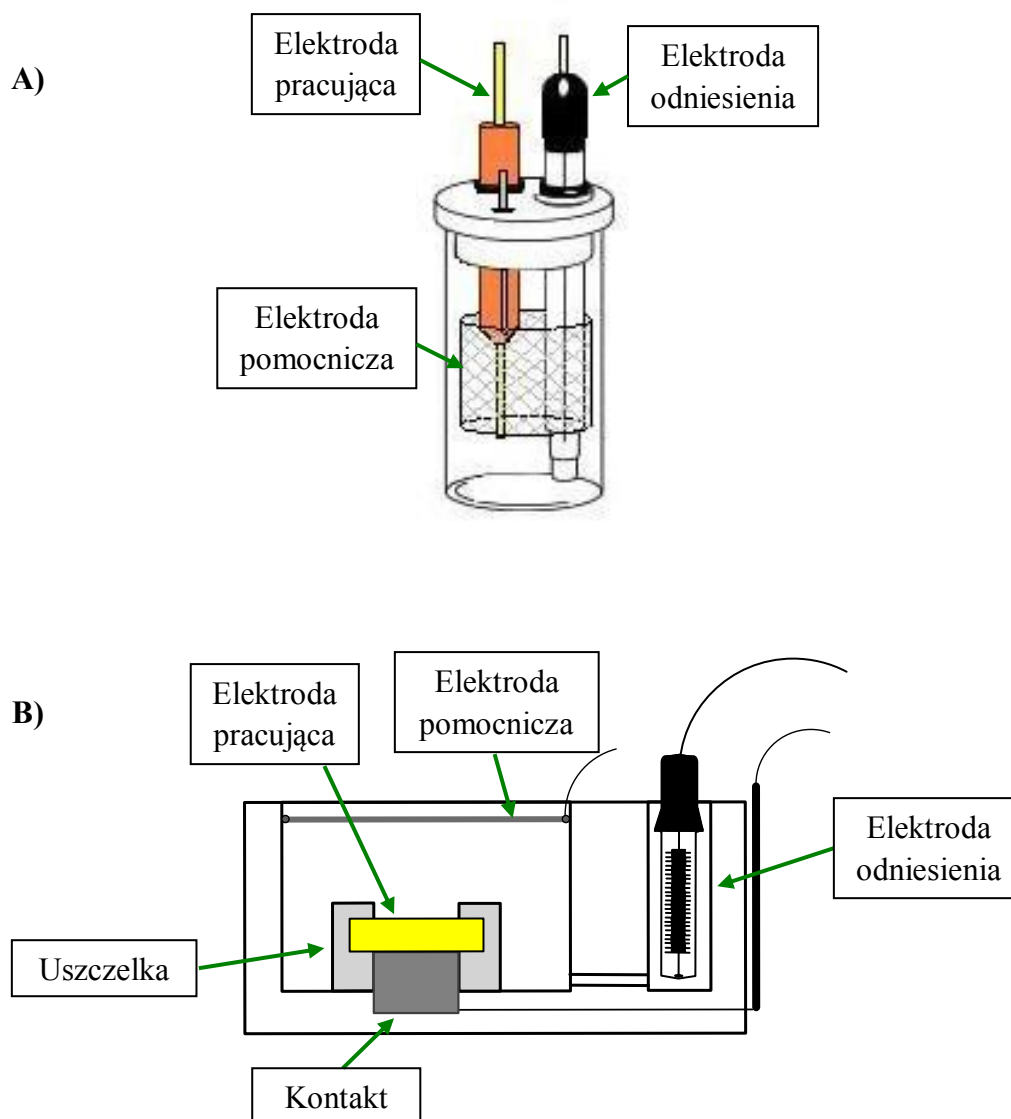 A)
Elektroda
pracująca
Elektroda
odniesienia
Elektroda
pomocnicza
B)
Elektroda
pracująca
Elektroda
pomocnicza
Elektroda
odniesienia
Uszczelka
Kontakt